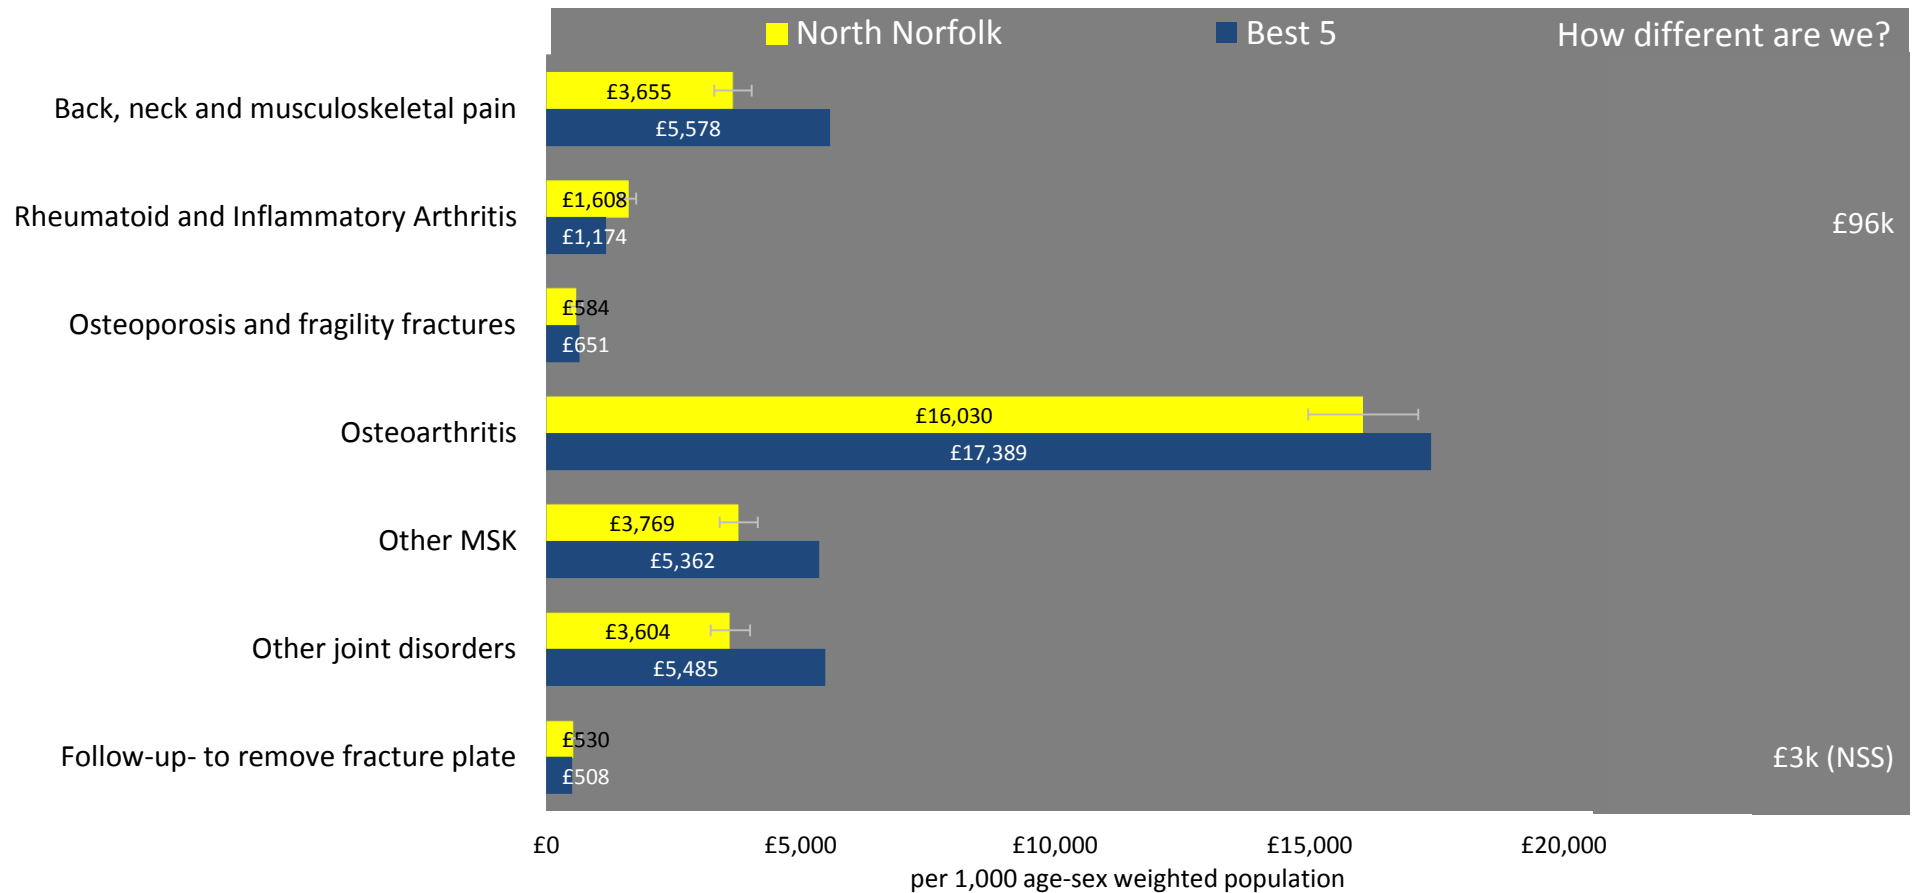 North Norfolk Best 5 How different are we?
Back, neck and musculoskeletal pain £3,655
£5,578
Rheumatoid and Inflammatory Arthritis £1,608
£1,174 £96k
Osteoporosis and fragility fractures £584
£651
Osteoarthritis £16,030
£17,389
Other MSK £3,769
£5,362
Other joint disorders £3,604
£5,485
Follow-up- to remove fracture plate £530
£508 £3k (NSS)
£0 £5,000 £10,000 £15,000 £20,000
per 1,000 age-sex weighted population